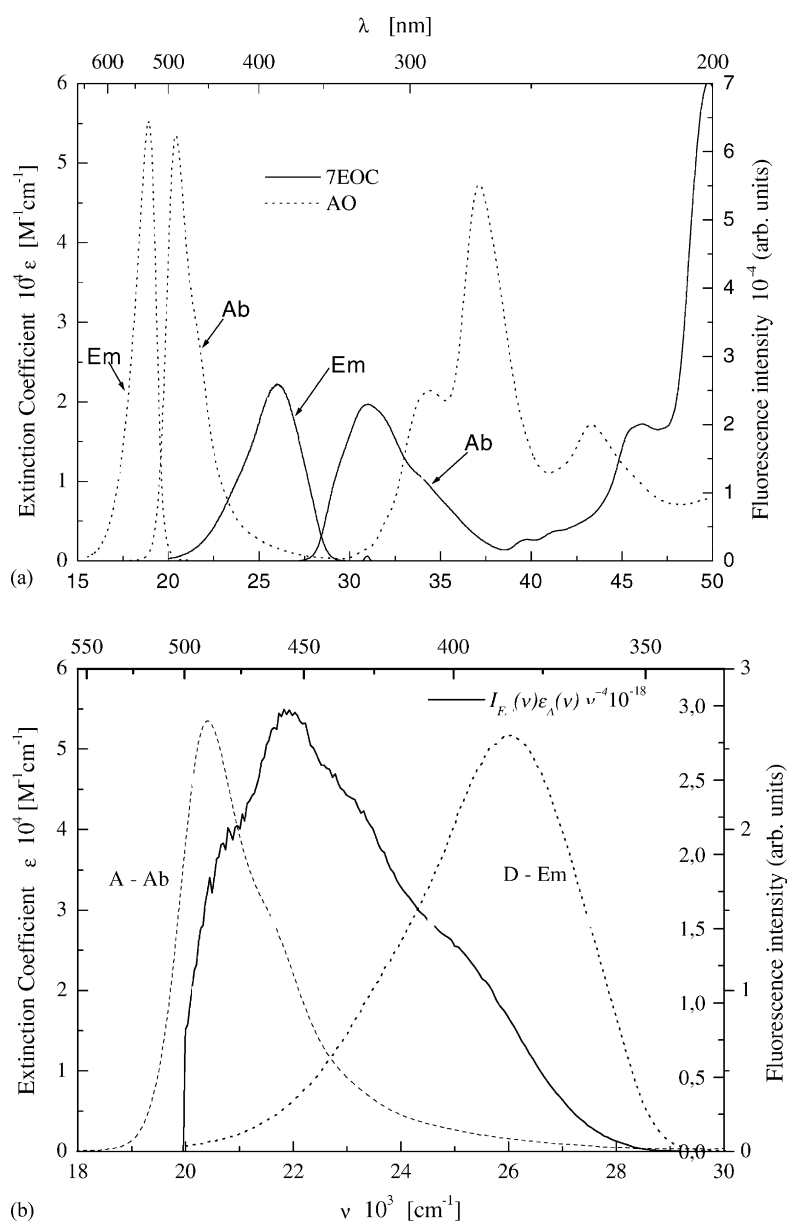 λ [nm]
600 500 400 300 200
6 5 4 3 2 1 0
Extinction Coefficient 10⁴ ε [M⁻¹cm⁻¹]
7EOC
AO
Em
Ab
Em
Ab
7 6 5 4 3 2 1 0
Fluorescence intensity 10⁻⁴ (arb. units)
(a)
15 20 25 30 35 40 45 50
550 500 450 400 350
6 5 4 3 2 1 0
Extinction Coefficient ε 10⁴ [M⁻¹cm⁻¹]
A - Ab
D - Em
3,0 2,5 2,0 1,5 1,0 0,5 0,0
3 2 1 0
Fluorescence intensity (arb. units)
(b)
18 20 22 24 26 28 30
ν 10³ [cm⁻¹]